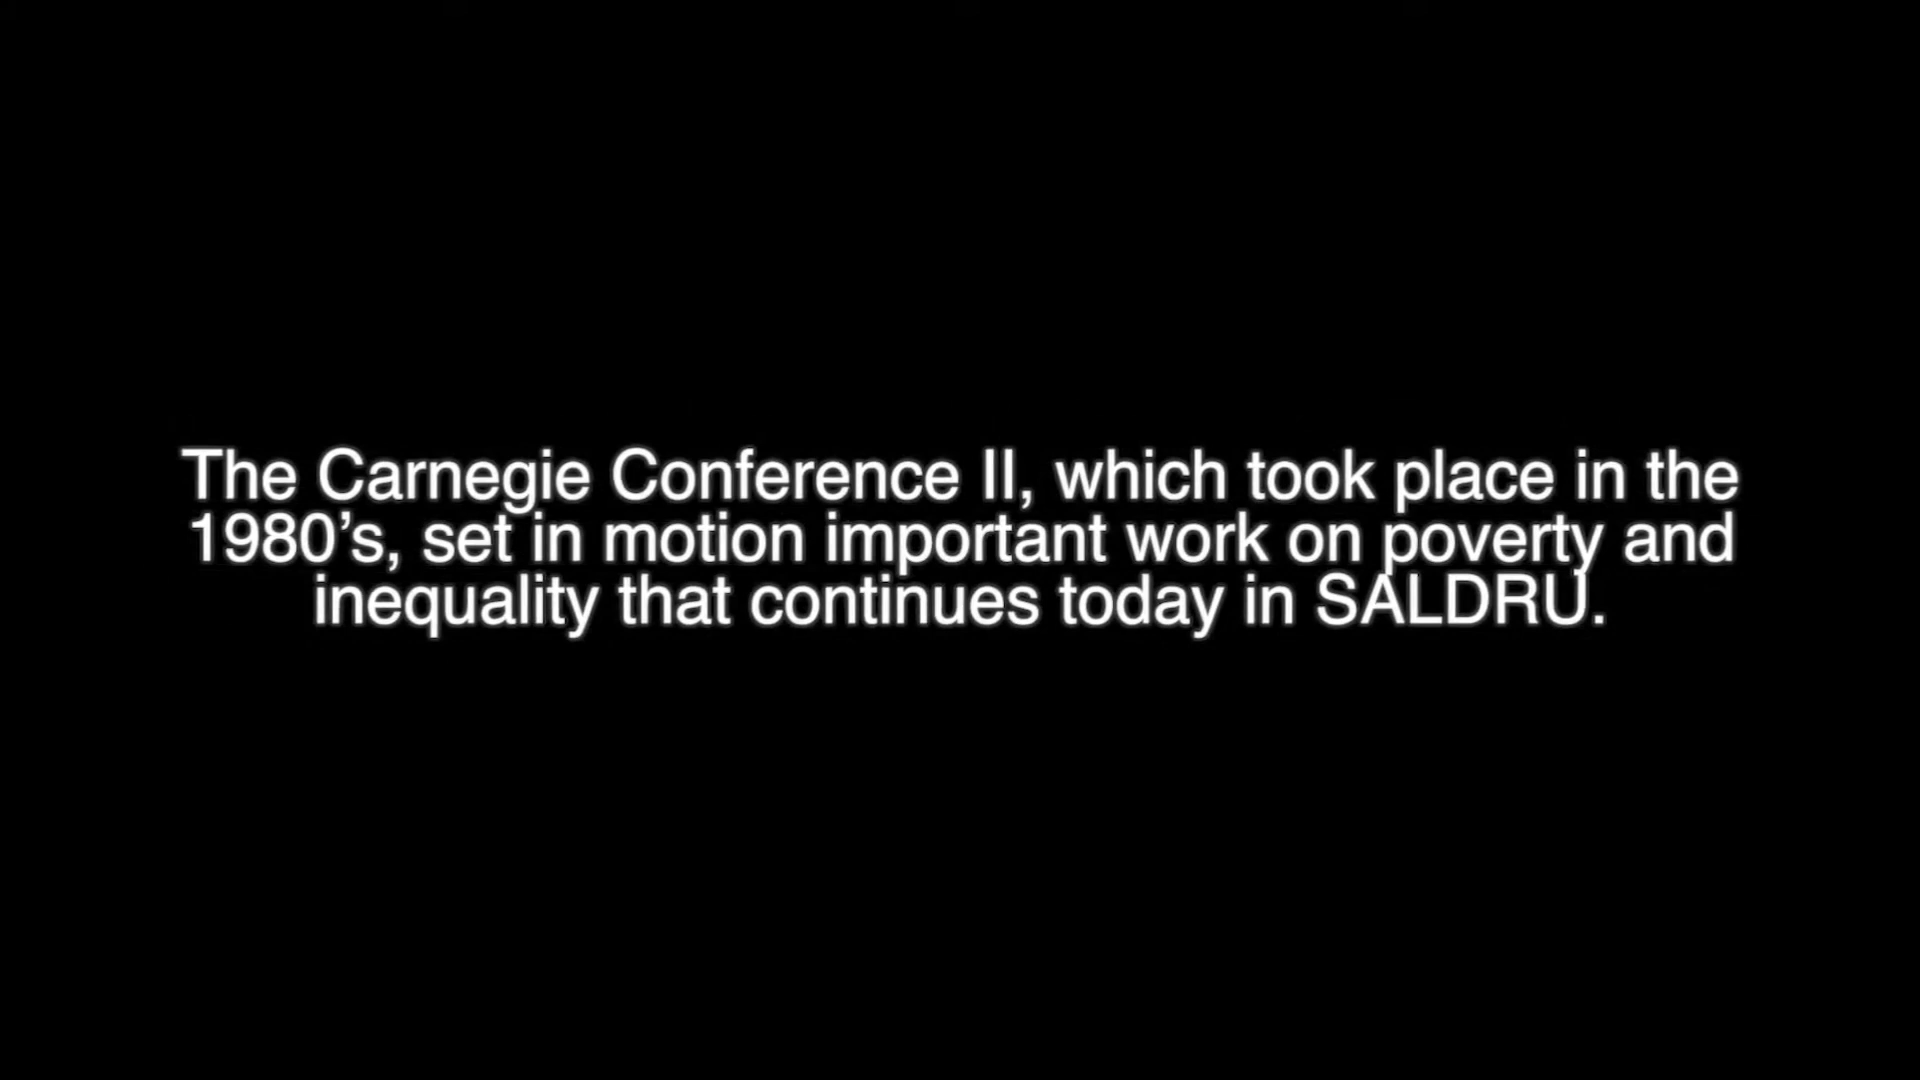 The Carnegie Conference II, which took place in the
1980’s, set in motion important work on poverty and
inequality that continues today in SALDRU.